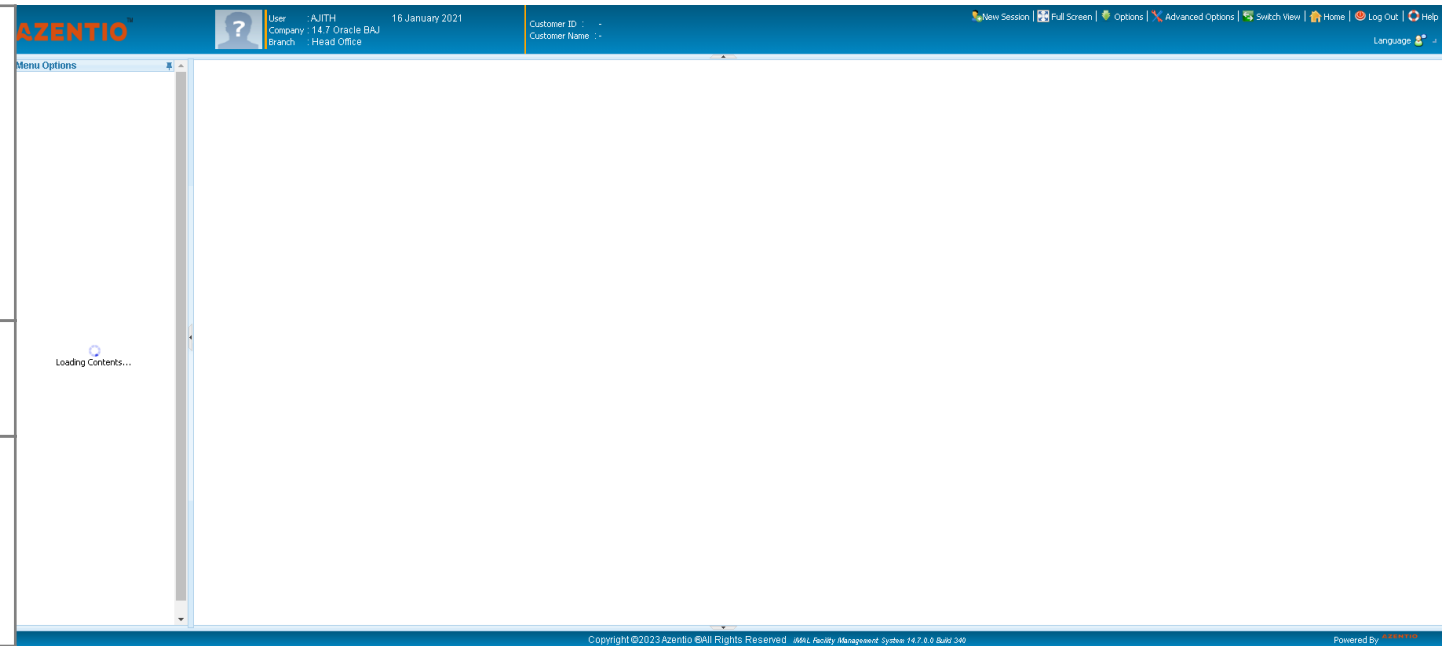 AZENTIO™
User : AJITH 16 January 2021
Company : 14.7 Oracle BAJ
Branch : Head Office
Customer ID : -
Customer Name : -
New Session | Full Screen | Options | Advanced Options | Switch View | Home | Log Out | Help
Language
Menu Options
Loading Contents...
Copyright ©2023 Azentio ®All Rights Reserved iMAL Facility Management System 14.7.0.0 Build 340
Powered By AZENTIO